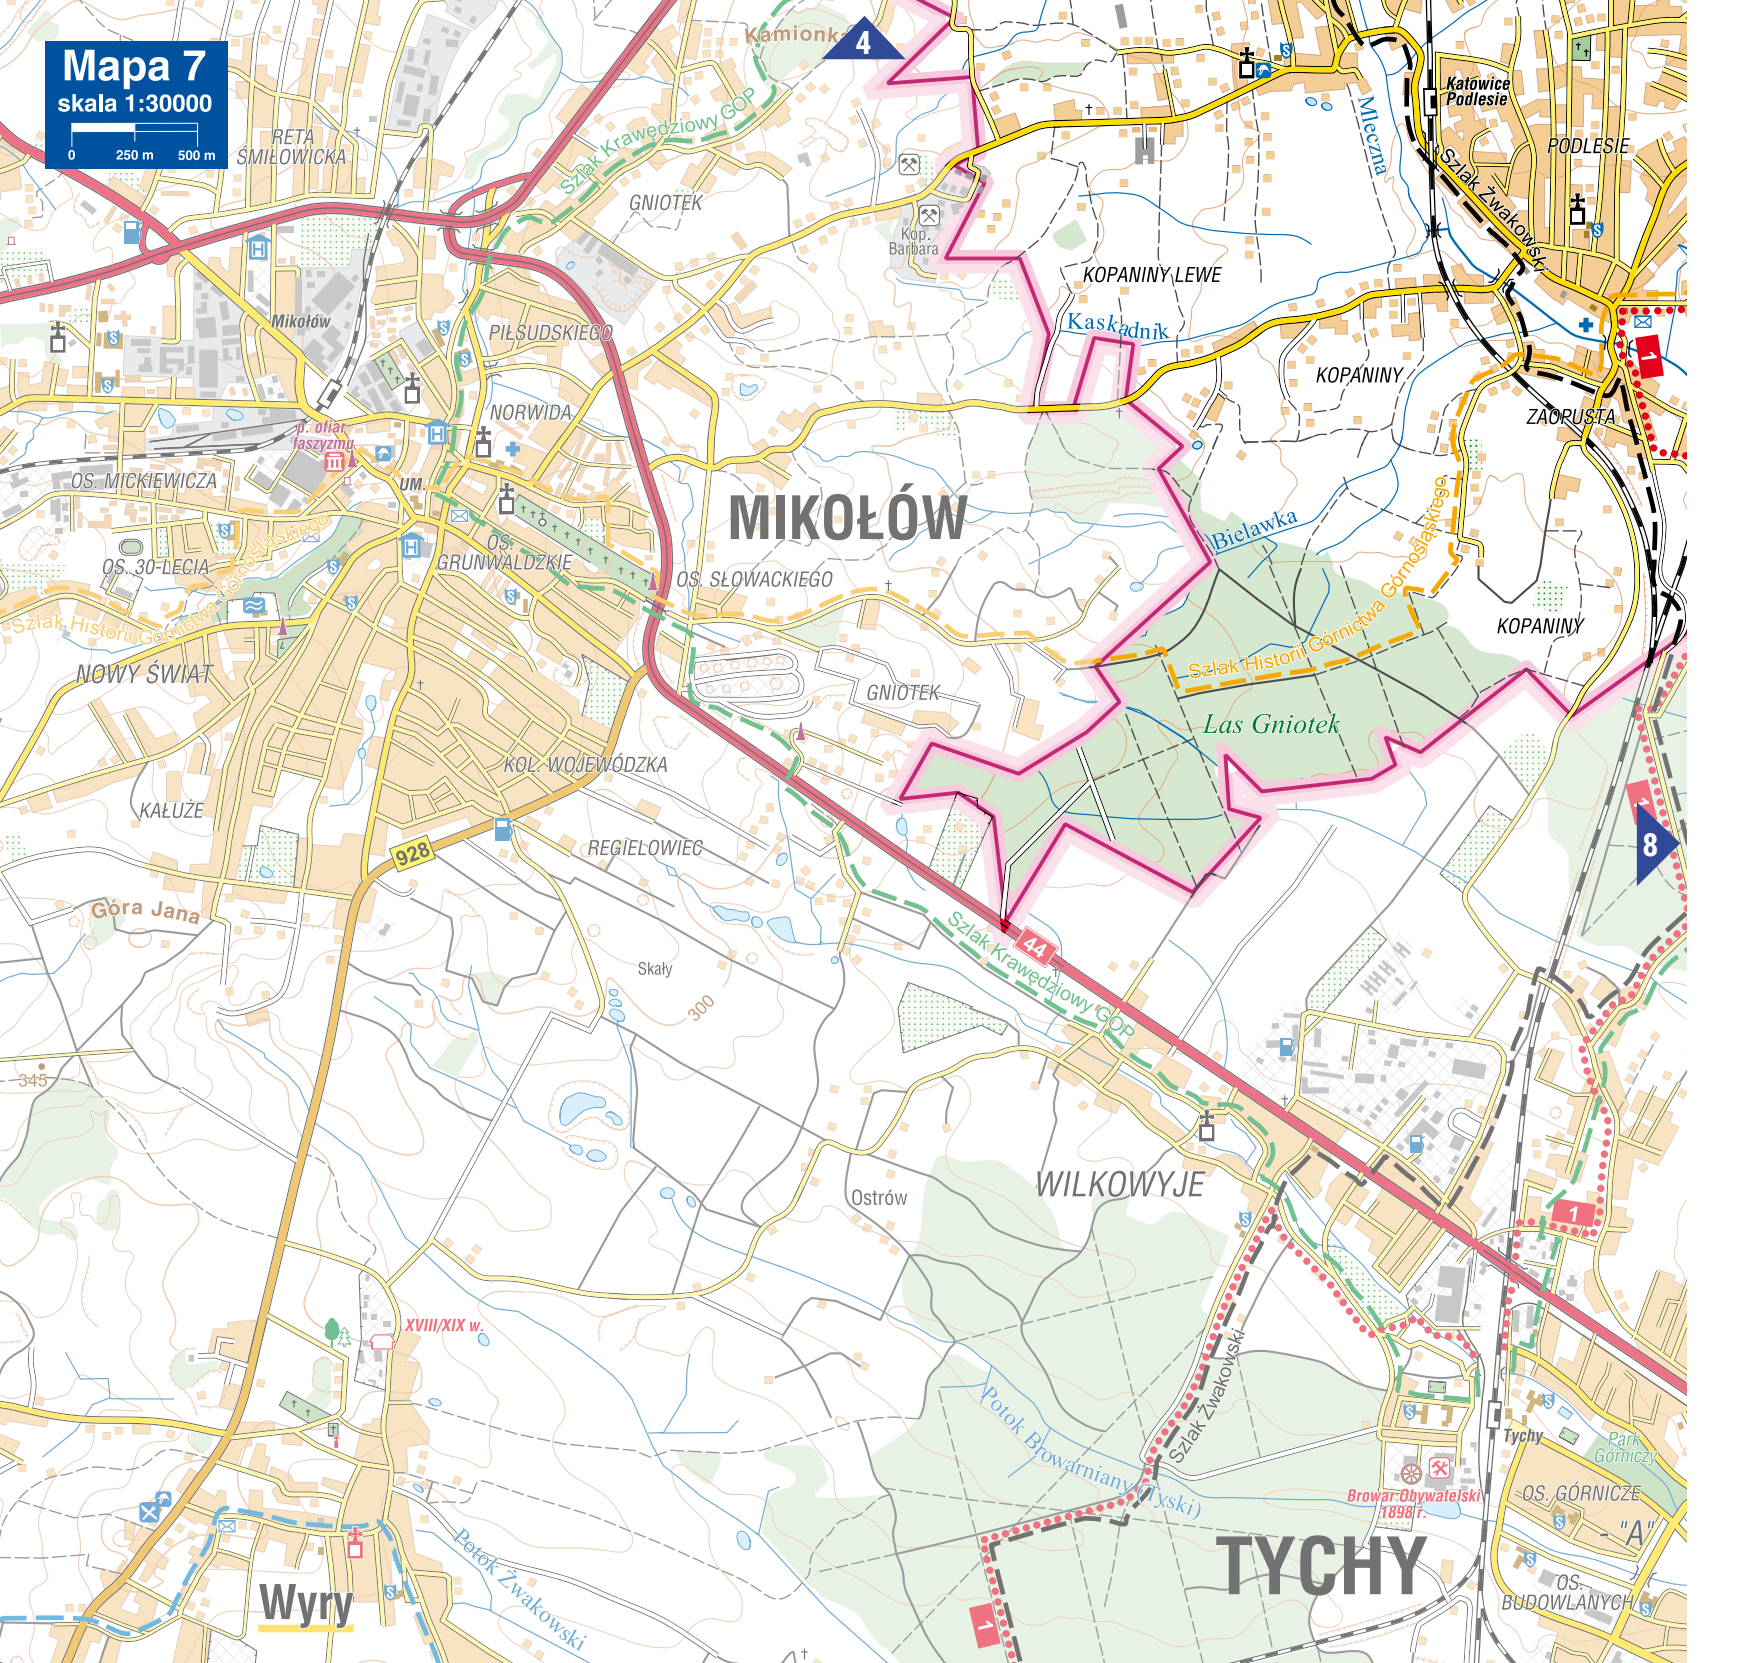 Mapa 7
skala 1:30000
0 250 m 500 m
Kamionka
4
Szlak Krawędziowy GOP
RETA
ŚMIŁOWICKA
GNIOTEK
Kop.
Barbara
Mleczna
Katowice
Podlesie
PODLESIE
Szlak Żwakowski
KOPANINY LEWE
Kaskadnik
Mikołów
PIŁSUDSKIEGO
KOPANINY
1
ZAOPUSTA
NORWIDA
p. ofiar
faszyzmu
OS. MICKIEWICZA
UM.
MIKOŁÓW
Bielawka
OS.
GRUNWALDZKIE
OS. 30-LECIA
OS. SŁOWACKIEGO
Szlak Historii Górnictwa Górnośląskiego
Szlak Historii Górnictwa Górnośląskiego
KOPANINY
NOWY ŚWIAT
GNIOTEK
Las Gniotek
KOL. WOJEWÓDZKA
KAŁUŻE
1
8
REGIELOWIEC
928
Góra Jana
44
Szlak Krawędziowy GOP
Skały
300
345
WILKOWYJE
Ostrów
1
XVIII/XIX w.
Szlak Żwakowski
Potok Browarniany (Tyski)
Tychy
Park
Górniczy
Browar Obywatelski
1898 r.
OS. GÓRNICZE
- "A"
TYCHY
Potok Żwakowski
Wyry
OS.
BUDOWLANYCH
1